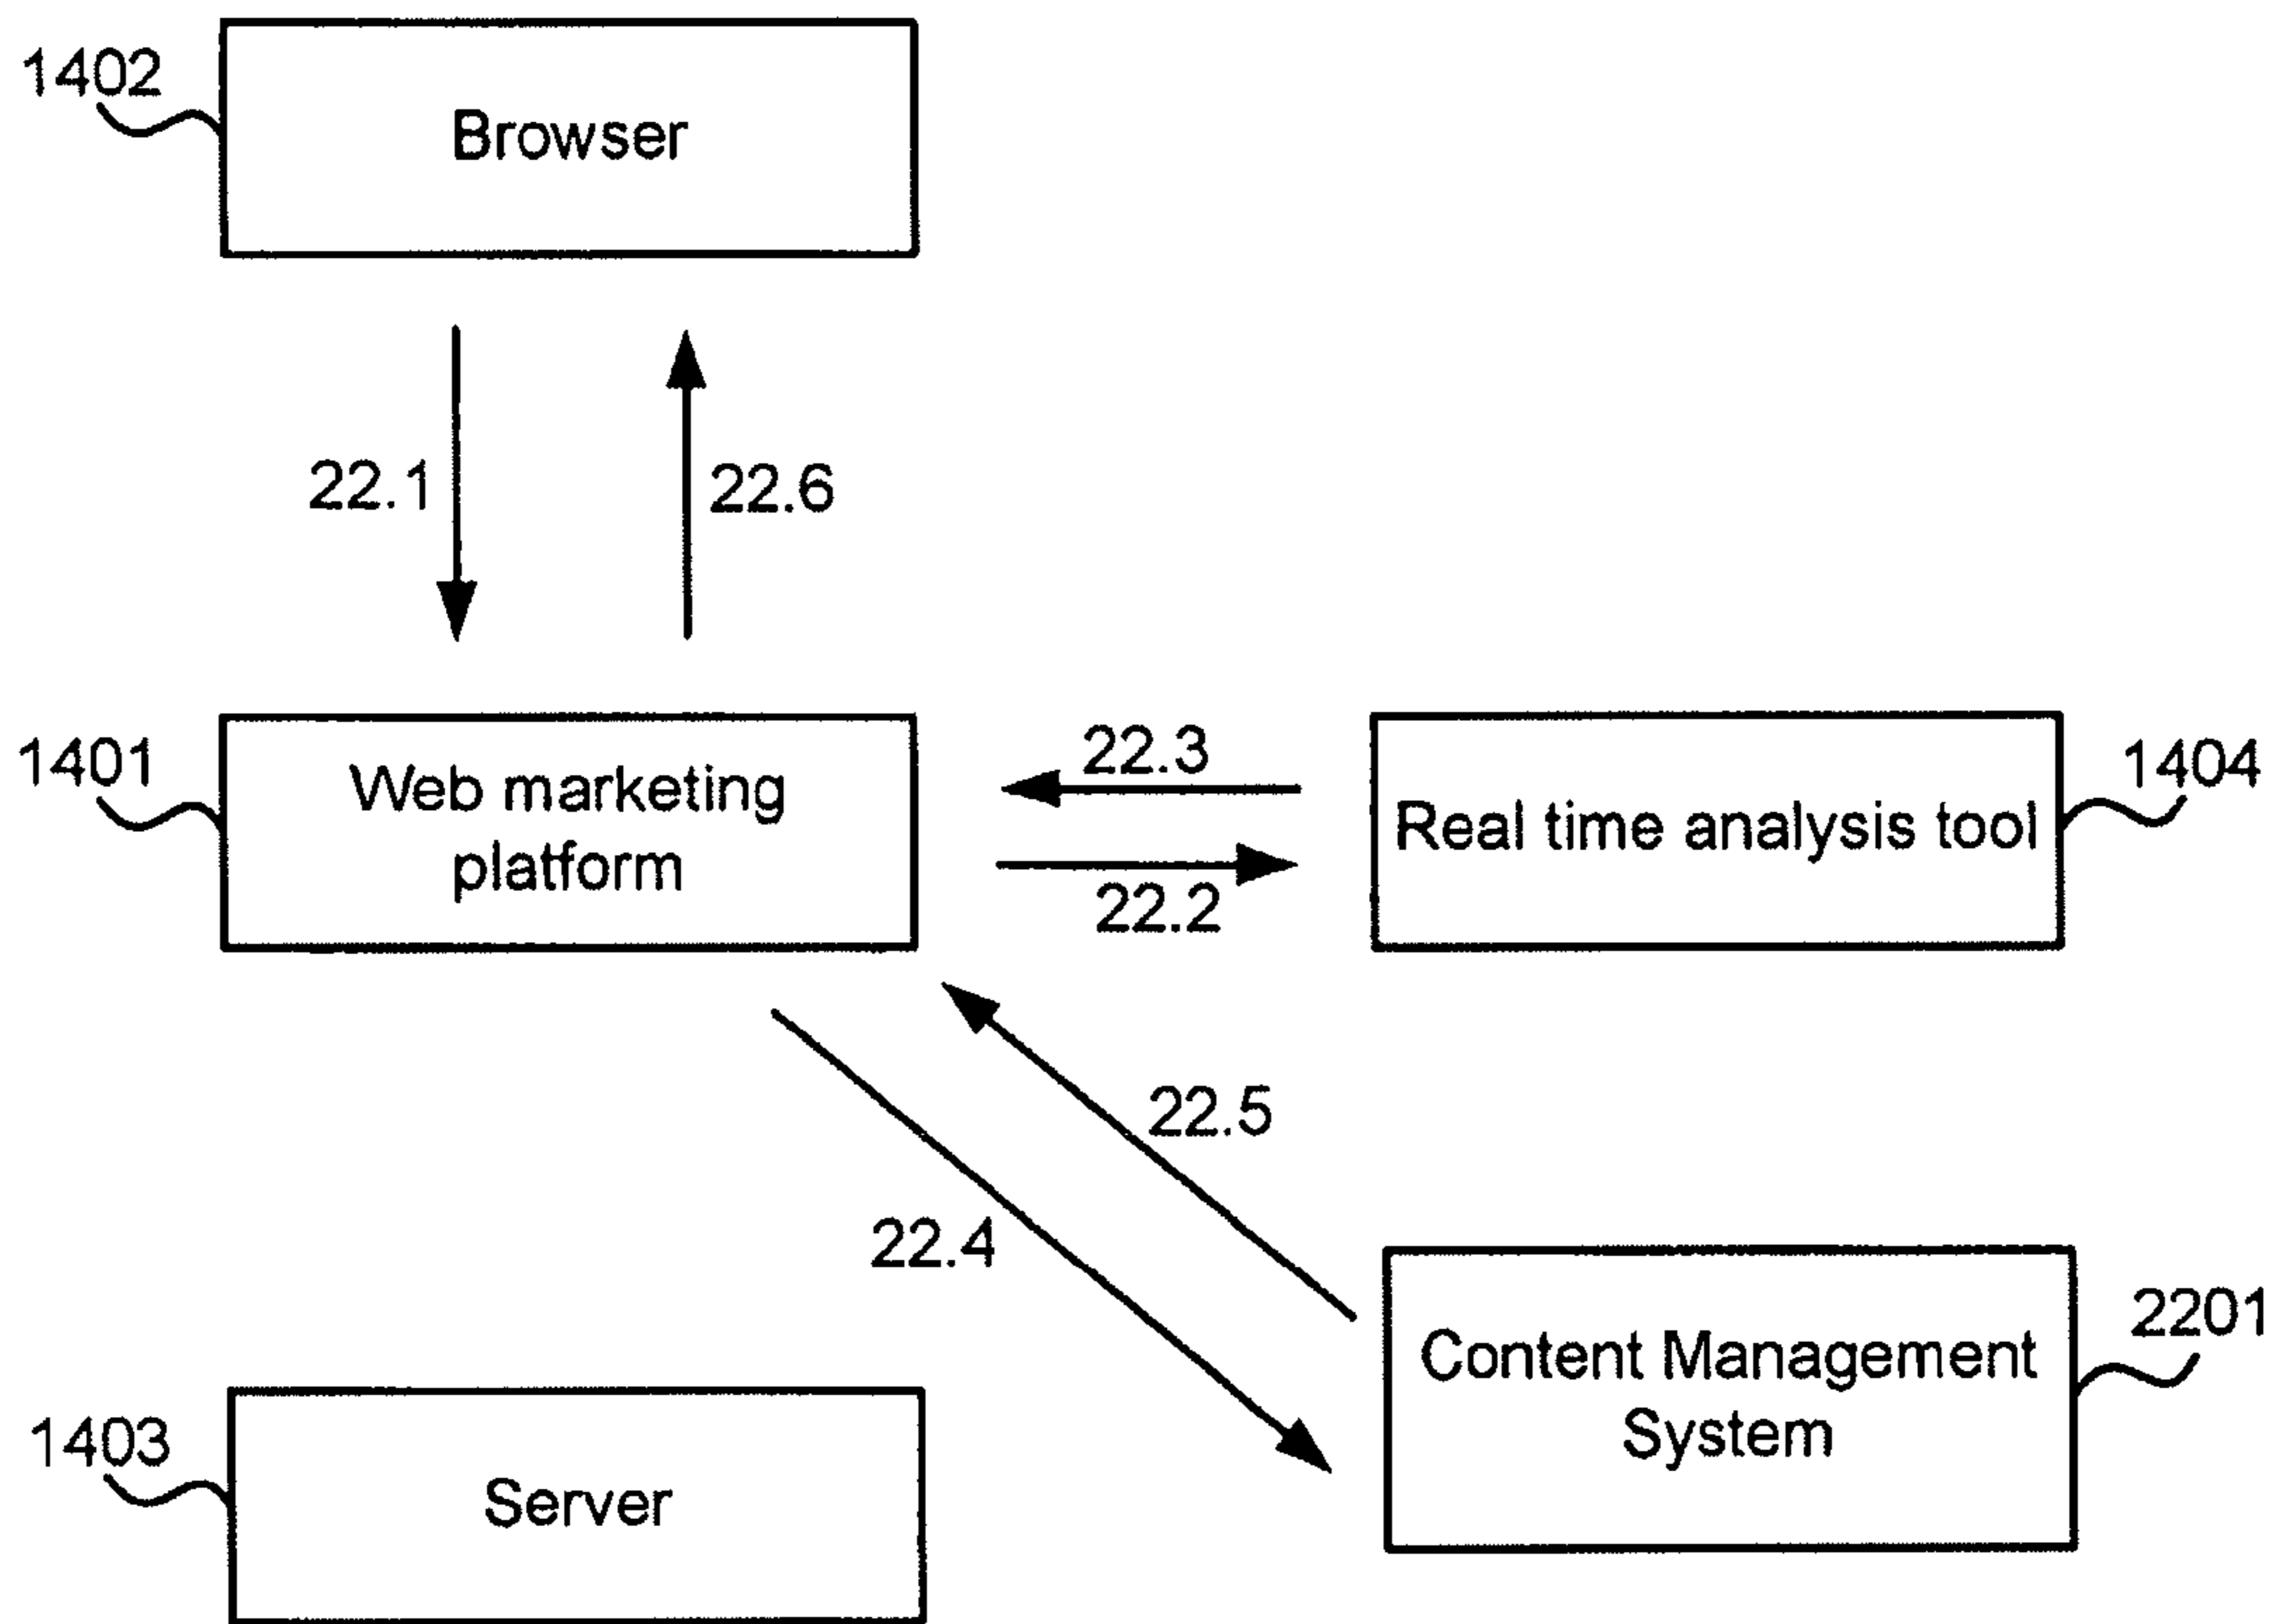 1402
Browser
22.1
22.6
1401
Web marketing
platform
22.3
22.2
Real time analysis tool
1404
22.5
22.4
Content Management
System
2201
1403
Server